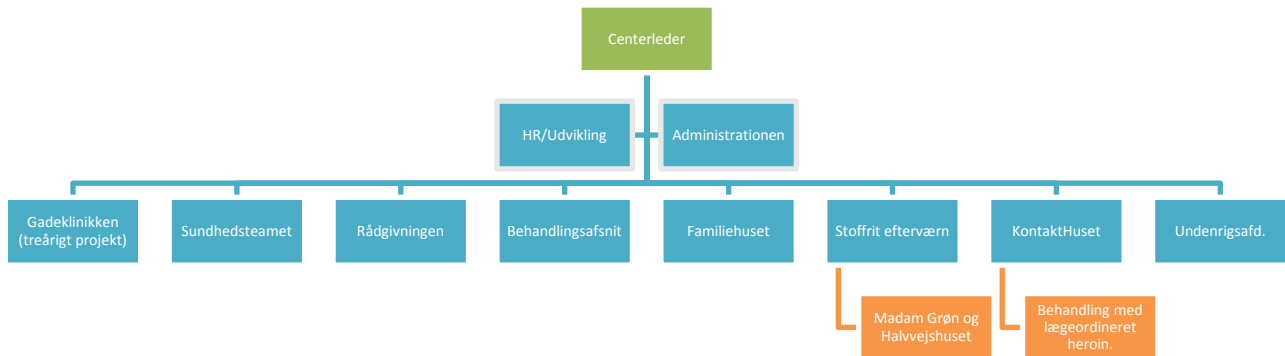 Centerleder
HR/Udvikling
Administrationen
Gadeklinikken
(treårigt projekt)
Sundhedsteamet
Rådgivningen
Behandlingsafsnit
Familiehuset
Stoffrit efterværn
KontaktHuset
Undenrigsafd.
Madam Grøn og
Halvvejshuset
Behandling med
lægeordineret
heroin.